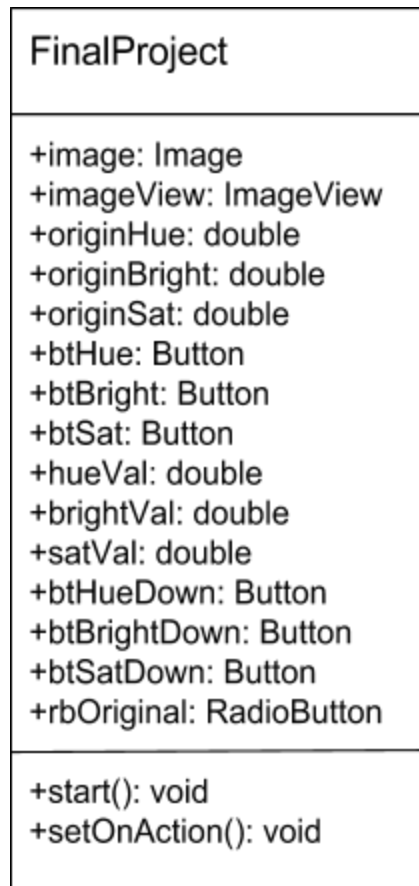 FinalProject
+image: Image
+imageView: ImageView
+originHue: double
+originBright: double
+originSat: double
+btHue: Button
+btBright: Button
+btSat: Button
+hueVal: double
+brightVal: double
+satVal: double
+btHueDown: Button
+btBrightDown: Button
+btSatDown: Button
+rbOriginal: RadioButton
+start(): void
+setOnAction(): void